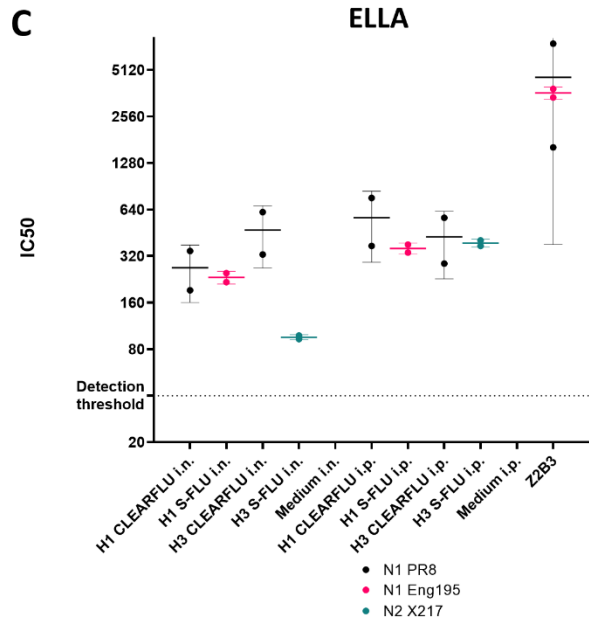 C
ELLA
IC50
5120
2560
1280
640
320
160
80
Detection
threshold
20
H1 CLEARFLU i.n.
H1 S-FLU i.n.
H3 CLEARFLU i.n.
H3 S-FLU i.n.
Medium i.n.
H1 CLEARFLU i.p.
H1 S-FLU i.p.
H3 CLEARFLU i.p.
H3 S-FLU i.p.
Medium i.p.
Z2B3
N1 PR8
N1 Eng195
N2 X217